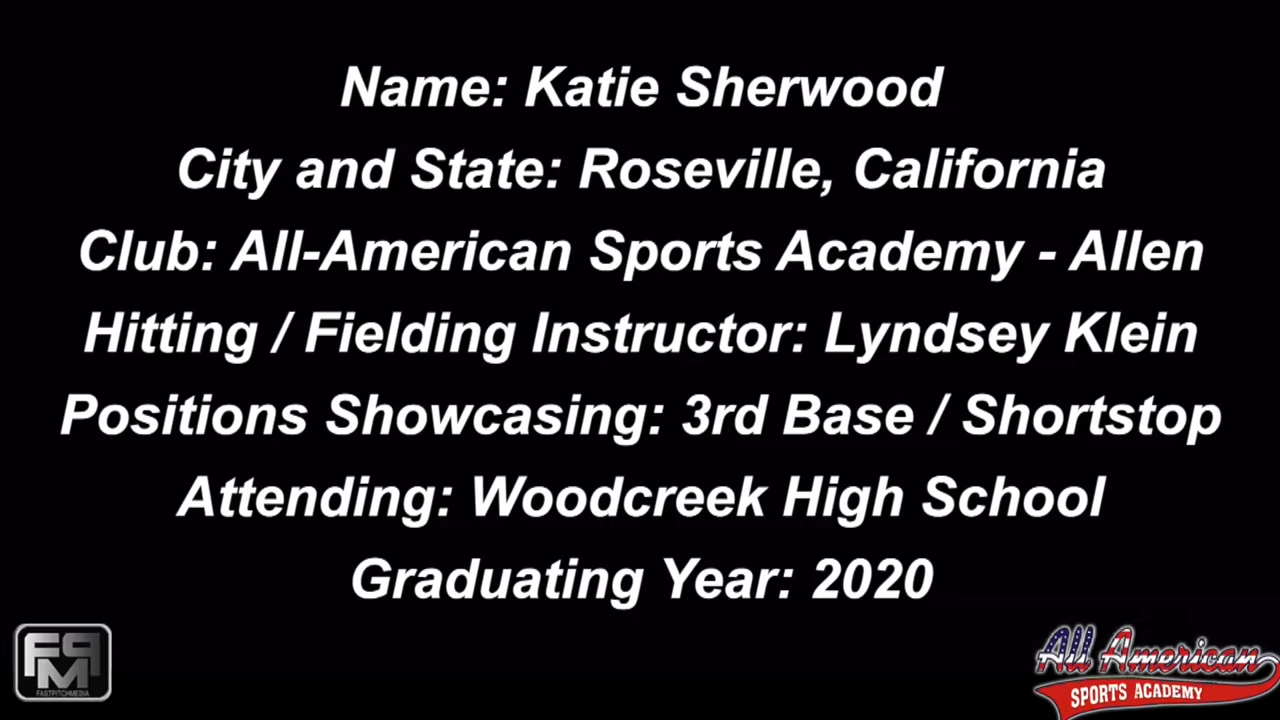 Name: Katie Sherwood
City and State: Roseville, California
Club: All-American Sports Academy - Allen
Hitting / Fielding Instructor: Lyndsey Klein
Positions Showcasing: 3rd Base / Shortstop
Attending: Woodcreek High School
Graduating Year: 2020
FPM
FASTPITCHMEDIA
All American
SPORTS ACADEMY